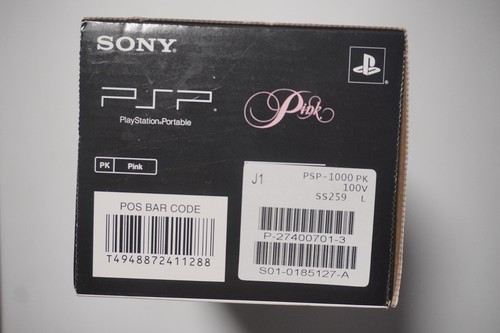 SONY
PSP
PlayStation Portable
Pink
PK Pink
J1 PSP-1000 PK
100V
SS259 L
POS BAR CODE
T4948872411288
P-27400701-3
S01-0185127-A